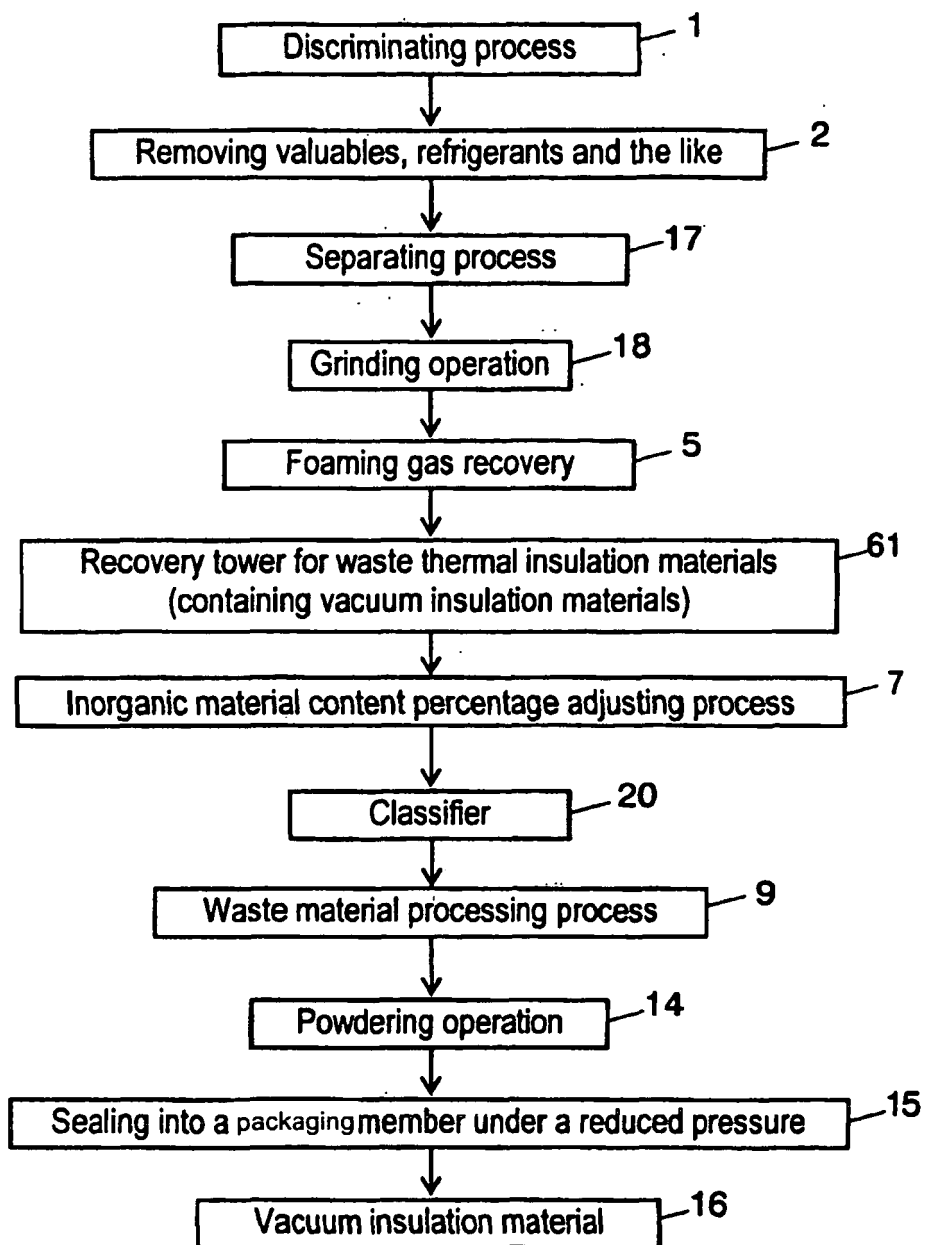 1
Discriminating process
2
Removing valuables, refrigerants and the like
17
Separating process
18
Grinding operation
5
Foaming gas recovery
61
Recovery tower for waste thermal insulation materials
(containing vacuum insulation materials)
7
Inorganic material content percentage adjusting process
20
Classifier
9
Waste material processing process
14
Powdering operation
15
Sealing into a packaging member under a reduced pressure
16
Vacuum insulation material